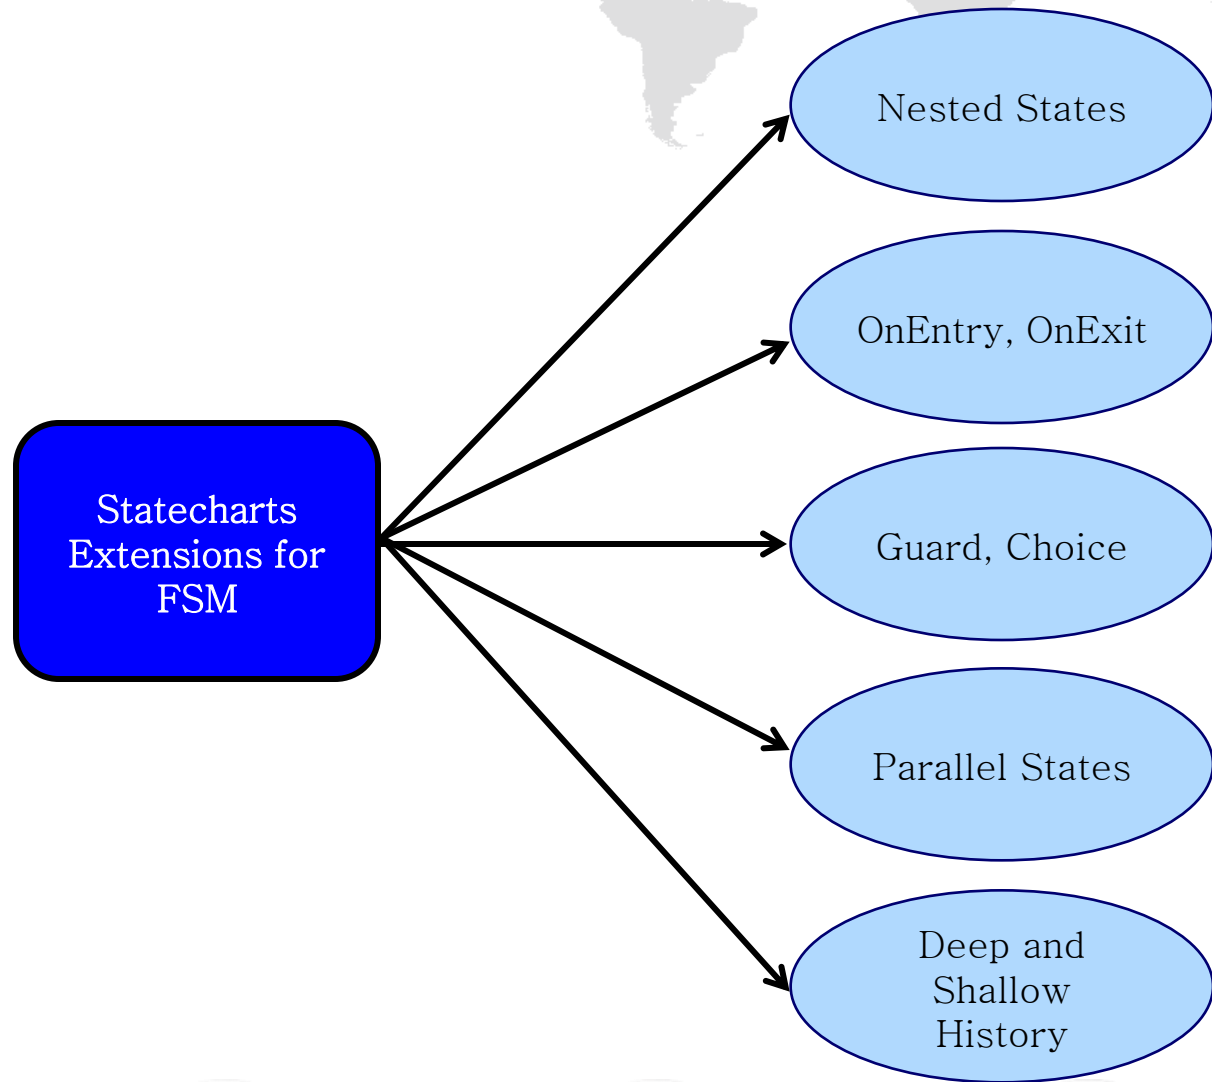 Nested States
OnEntry, OnExit
Statecharts
Extensions for
FSM
Guard, Choice
Parallel States
Deep and
Shallow
History